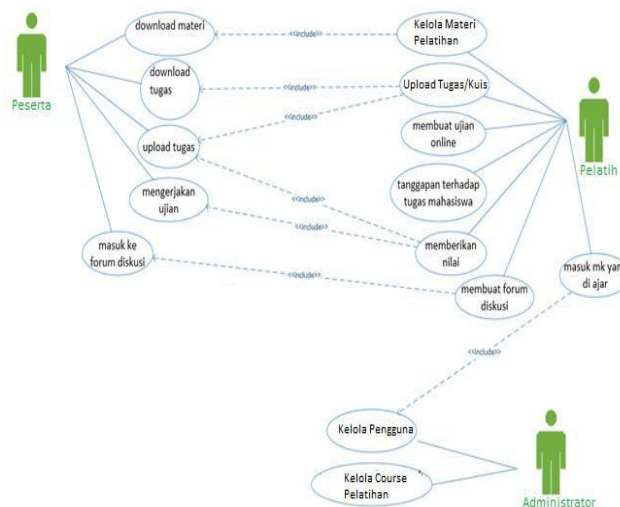 download materi
<<Include>>
Kelola Materi
Pelatihan
download
tugas
<<Include>>
Upload Tugas/Kuis
Peserta
<<Include>>
membuat ujian
online
Pelatih
upload tugas
tanggapan terhadap
tugas mahasiswa
mengerjakan
ujian
<<Include>>
<<Include>>
masuk ke
forum diskusi
memberikan
nilai
masuk mk yan
di ajar
<<Include>>
membuat forum
diskusi
<<Include>>
Kelola Pengguna
Kelola Course
Pelatihan
Administrator